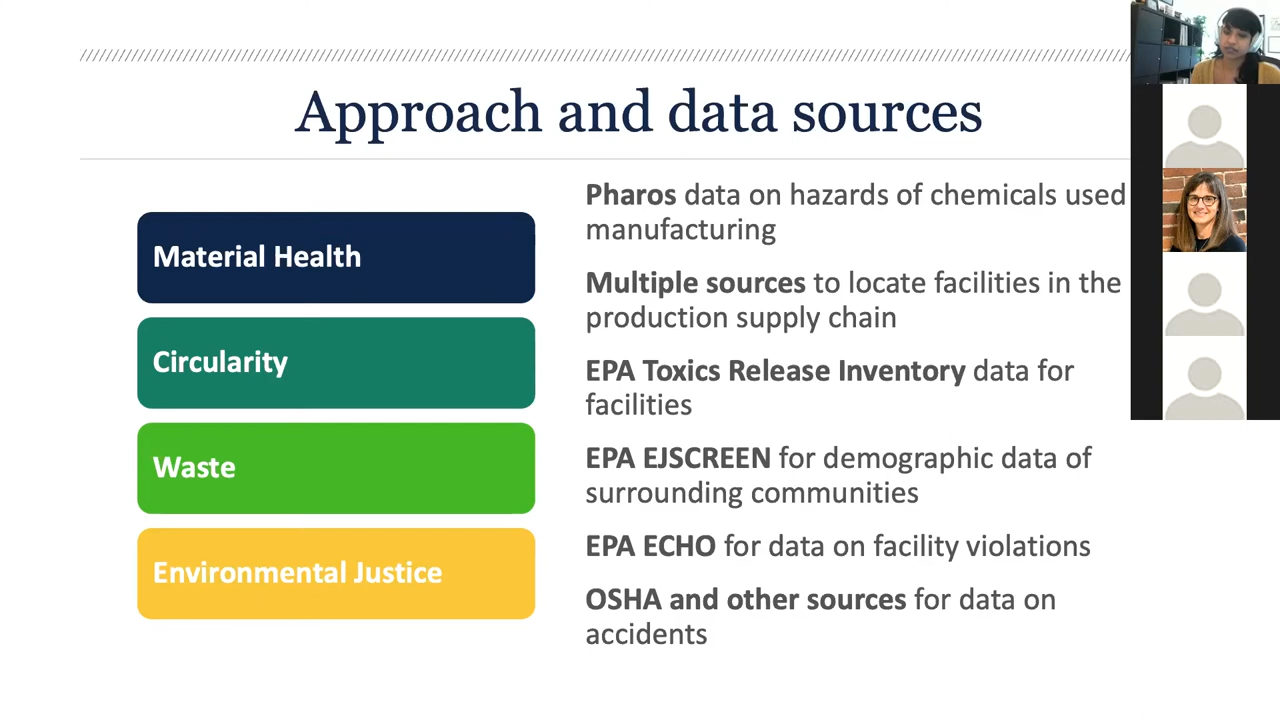 Approach and data sources
Material Health
Circularity
Waste
Environmental Justice
Pharos data on hazards of chemicals used
manufacturing
Multiple sources to locate facilities in the
production supply chain
EPA Toxics Release Inventory data for
facilities
EPA EJSCREEN for demographic data of
surrounding communities
EPA ECHO for data on facility violations
OSHA and other sources for data on
accidents